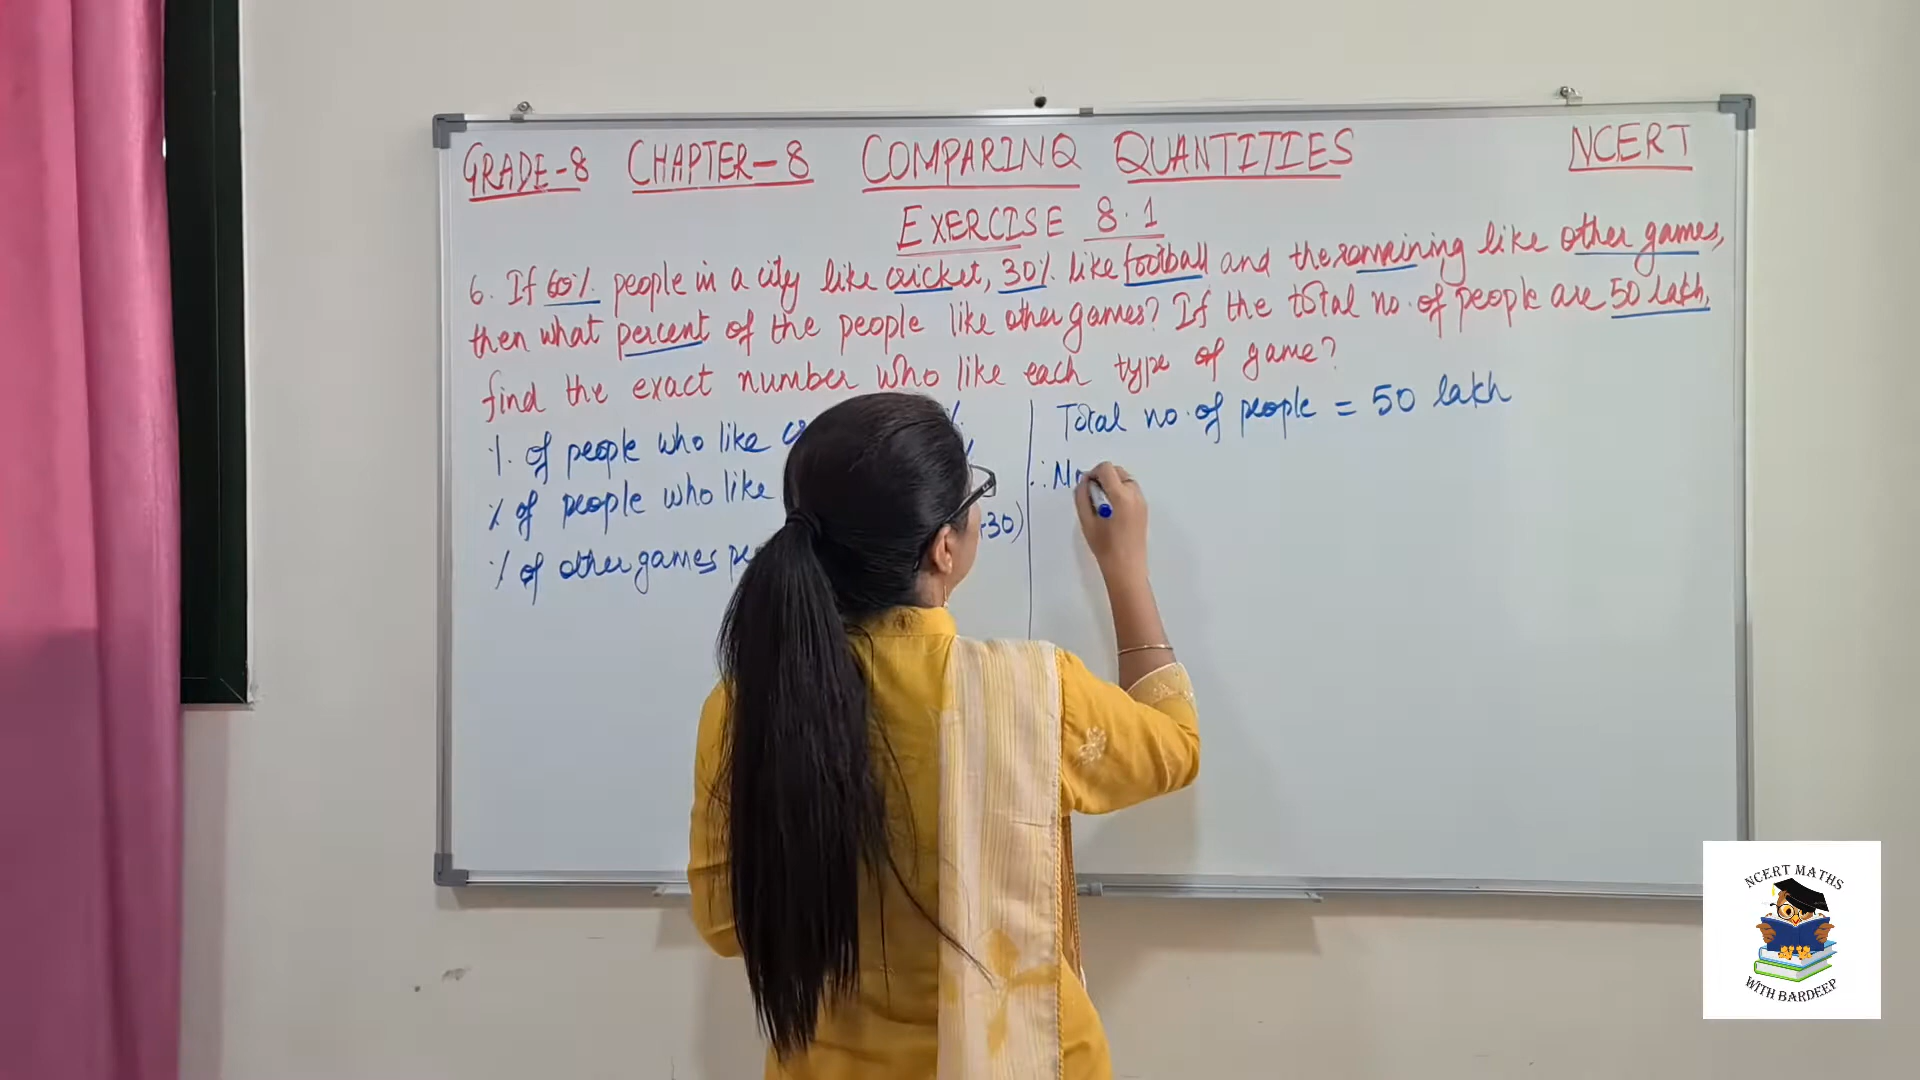 GRADE-8 CHAPTER-8 COMPARING QUANTITIES NCERT
EXERCISE 8.1
6. If 60% people in a city like cricket, 30% like football and the remaining like other games,
then what percent of the people like other games? If the total no. of people are 50 lakh,
find the exact number who like each type of game?
% of people who like
% of people who like
% of other games
-30)
Total no. of people = 50 lakh
∴ No
NCERT MATHS
WITH BARDEEP